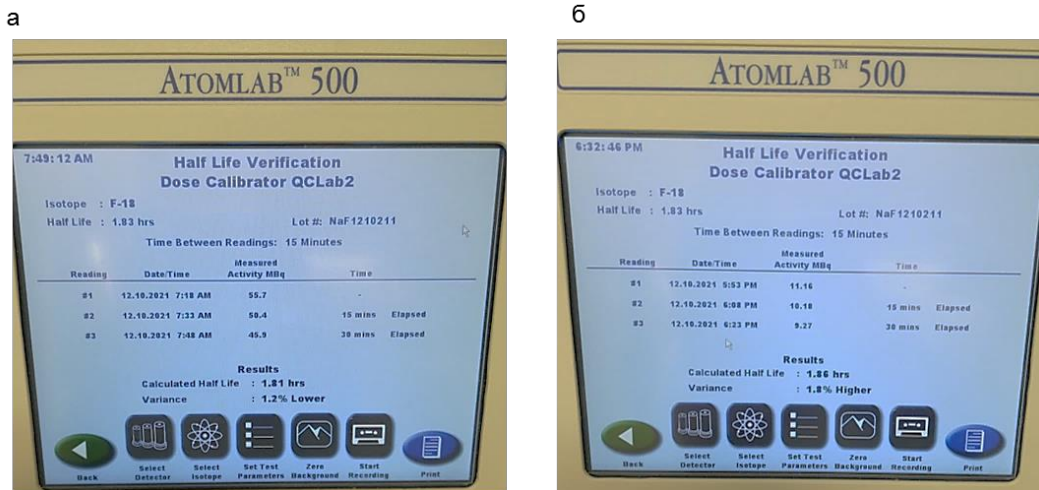 а
ATOMLAB™ 500
7:49:12 AM
Half Life Verification
Dose Calibrator QCLab2
Isotope : F-18
Half Life : 1.83 hrs Lot #: NaF1210211
Time Between Readings: 15 Minutes
Measured
Reading Date/Time Activity MBq Time
#1 12.10.2021 7:18 AM 55.7 -
#2 12.10.2021 7:33 AM 50.4 15 mins Elapsed
#3 12.10.2021 7:48 AM 45.9 30 mins Elapsed
Results
Calculated Half Life : 1.81 hrs
Variance : 1.2% Lower
Back
Select
Detector
Select
Isotope
Set Test
Parameters
Zero
Background
Start
Recording
Print
б
ATOMLAB™ 500
6:32:46 PM
Half Life Verification
Dose Calibrator QCLab2
Isotope : F-18
Half Life : 1.83 hrs Lot #: NaF1210211
Time Between Readings: 15 Minutes
Measured
Reading Date/Time Activity MBq Time
#1 12.10.2021 5:53 PM 11.16 -
#2 12.10.2021 6:08 PM 10.18 15 mins Elapsed
#3 12.10.2021 6:23 PM 9.27 30 mins Elapsed
Results
Calculated Half Life : 1.86 hrs
Variance : 1.8% Higher
Back
Select
Detector
Select
Isotope
Set Test
Parameters
Zero
Background
Start
Recording
Print